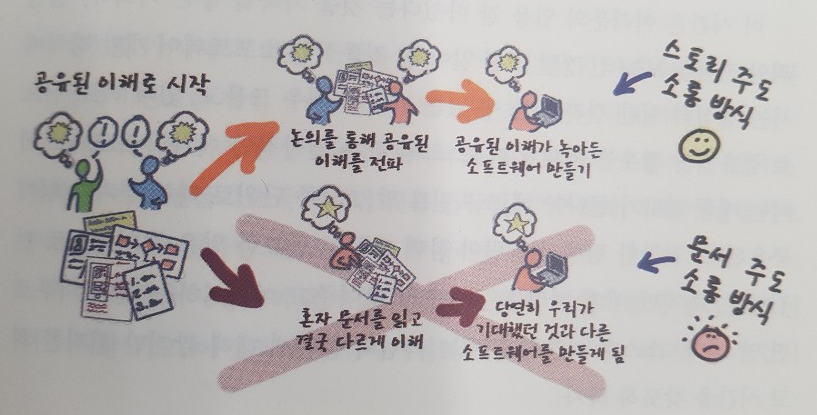 공유된 이해로 시작
!
!
논의를 통해 공유된
이해를 전파
공유된 이해가 녹아든
소프트웨어 만들기
스토리 주도
소통 방식
혼자 문서를 읽고
결국 다르게 이해
당연히 우리가
기대했던 것과 다른
소프트웨어를 만들게 됨
문서 주도
소통 방식